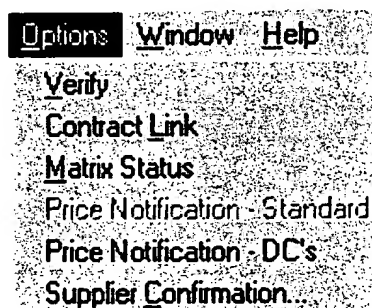 Options Window Help
Verify
Contract Link
Matrix Status
Price Notification - Standard
Price Notification - DC's
Supplier Confirmation...